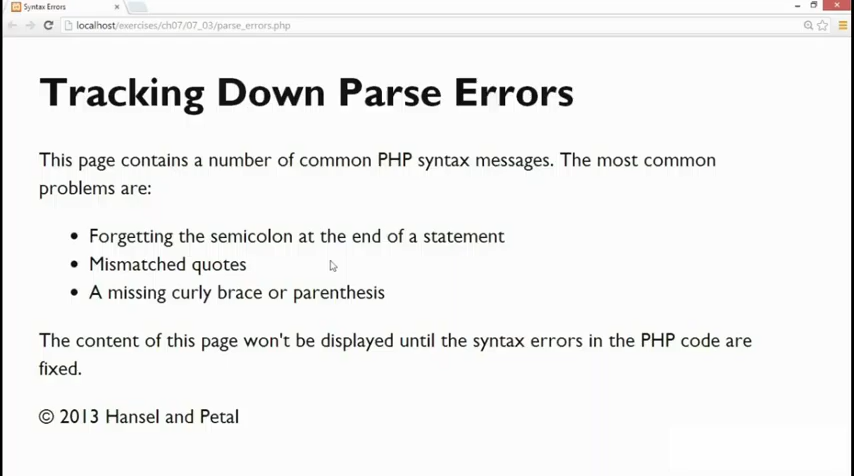 Syntax Errors
localhost/exercises/ch07/07_03/parse_errors.php
Tracking Down Parse Errors
This page contains a number of common PHP syntax messages. The most common
problems are:
• Forgetting the semicolon at the end of a statement
• Mismatched quotes
• A missing curly brace or parenthesis
The content of this page won't be displayed until the syntax errors in the PHP code are
fixed.
© 2013 Hansel and Petal